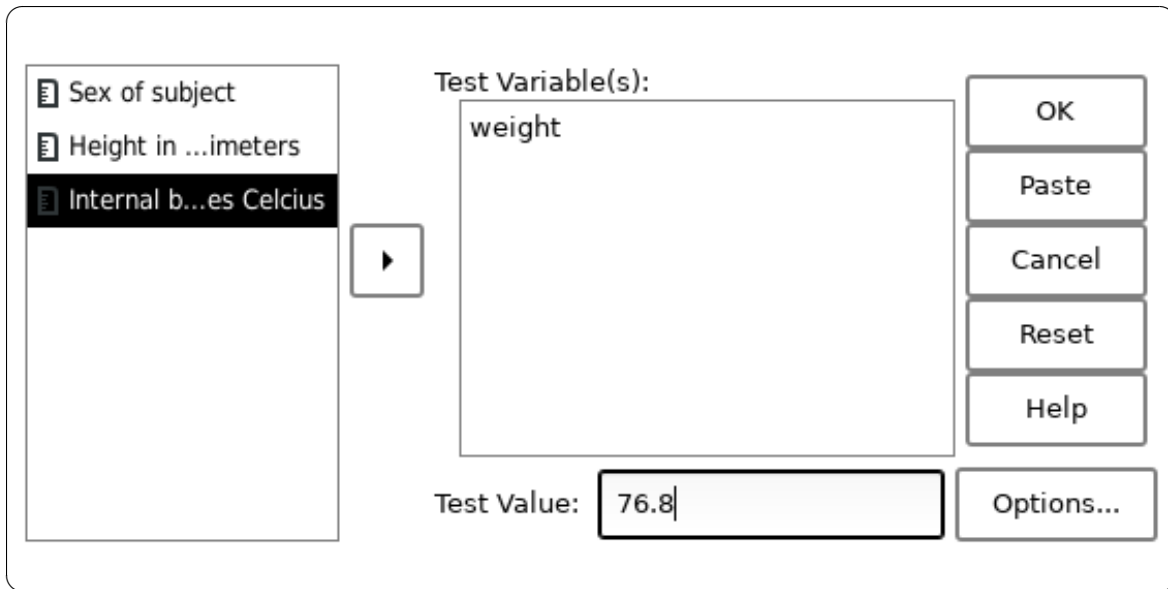 Sex of subject
Height in ...imeters
Internal b...es Celcius
Test Variable(s):
weight
Test Value: 76.8
OK
Paste
Cancel
Reset
Help
Options...